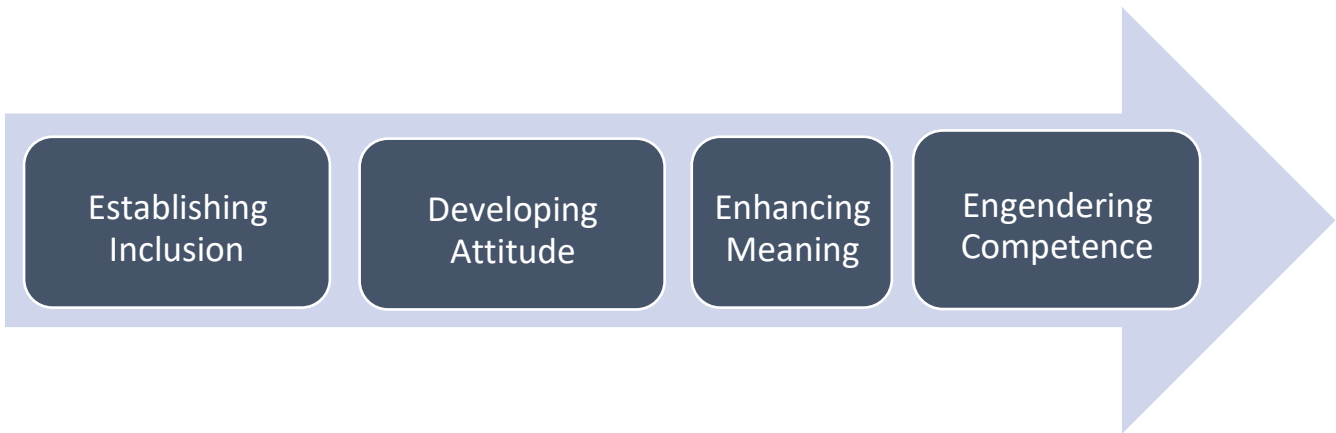 Establishing
Inclusion
Developing
Attitude
Enhancing
Meaning
Engendering
Competence